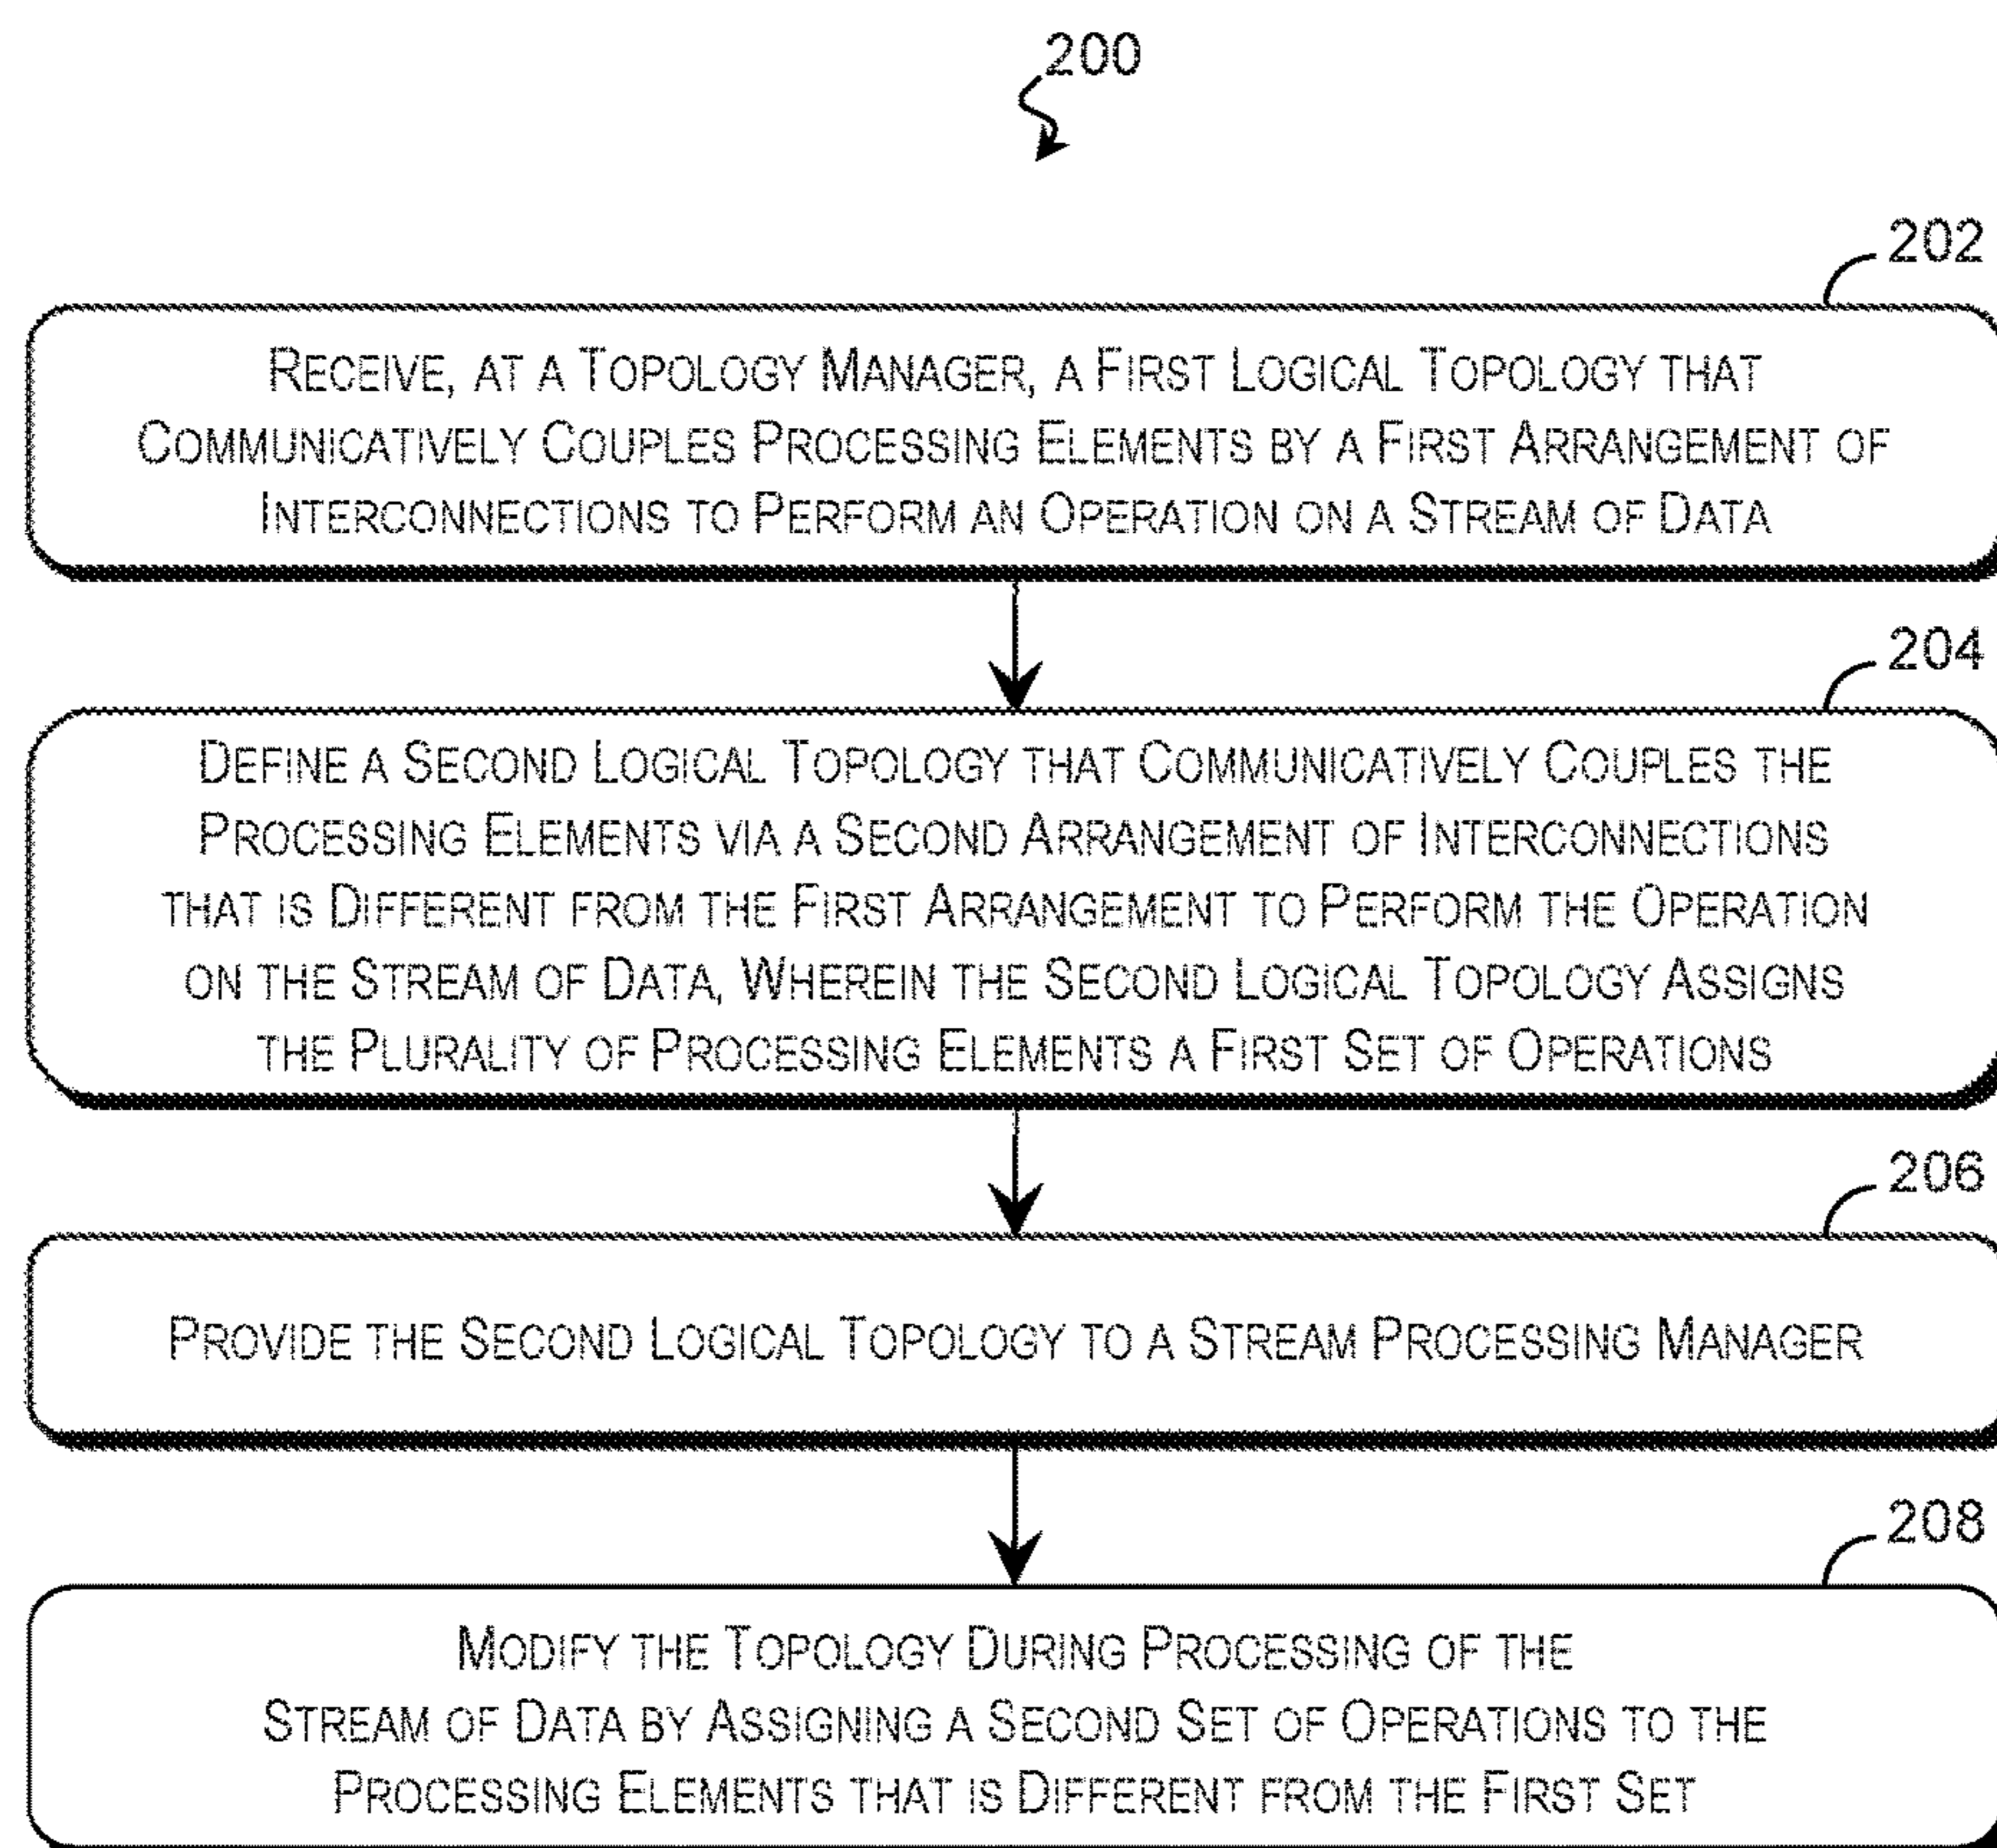 200
202
RECEIVE, AT A TOPOLOGY MANAGER, A FIRST LOGICAL TOPOLOGY THAT
COMMUNICATIVELY COUPLES PROCESSING ELEMENTS BY A FIRST ARRANGEMENT OF
INTERCONNECTIONS TO PERFORM AN OPERATION ON A STREAM OF DATA
204
DEFINE A SECOND LOGICAL TOPOLOGY THAT COMMUNICATIVELY COUPLES THE
PROCESSING ELEMENTS VIA A SECOND ARRANGEMENT OF INTERCONNECTIONS
THAT IS DIFFERENT FROM THE FIRST ARRANGEMENT TO PERFORM THE OPERATION
ON THE STREAM OF DATA, WHEREIN THE SECOND LOGICAL TOPOLOGY ASSIGNS
THE PLURALITY OF PROCESSING ELEMENTS A FIRST SET OF OPERATIONS
206
PROVIDE THE SECOND LOGICAL TOPOLOGY TO A STREAM PROCESSING MANAGER
208
MODIFY THE TOPOLOGY DURING PROCESSING OF THE
STREAM OF DATA BY ASSIGNING A SECOND SET OF OPERATIONS TO THE
PROCESSING ELEMENTS THAT IS DIFFERENT FROM THE FIRST SET